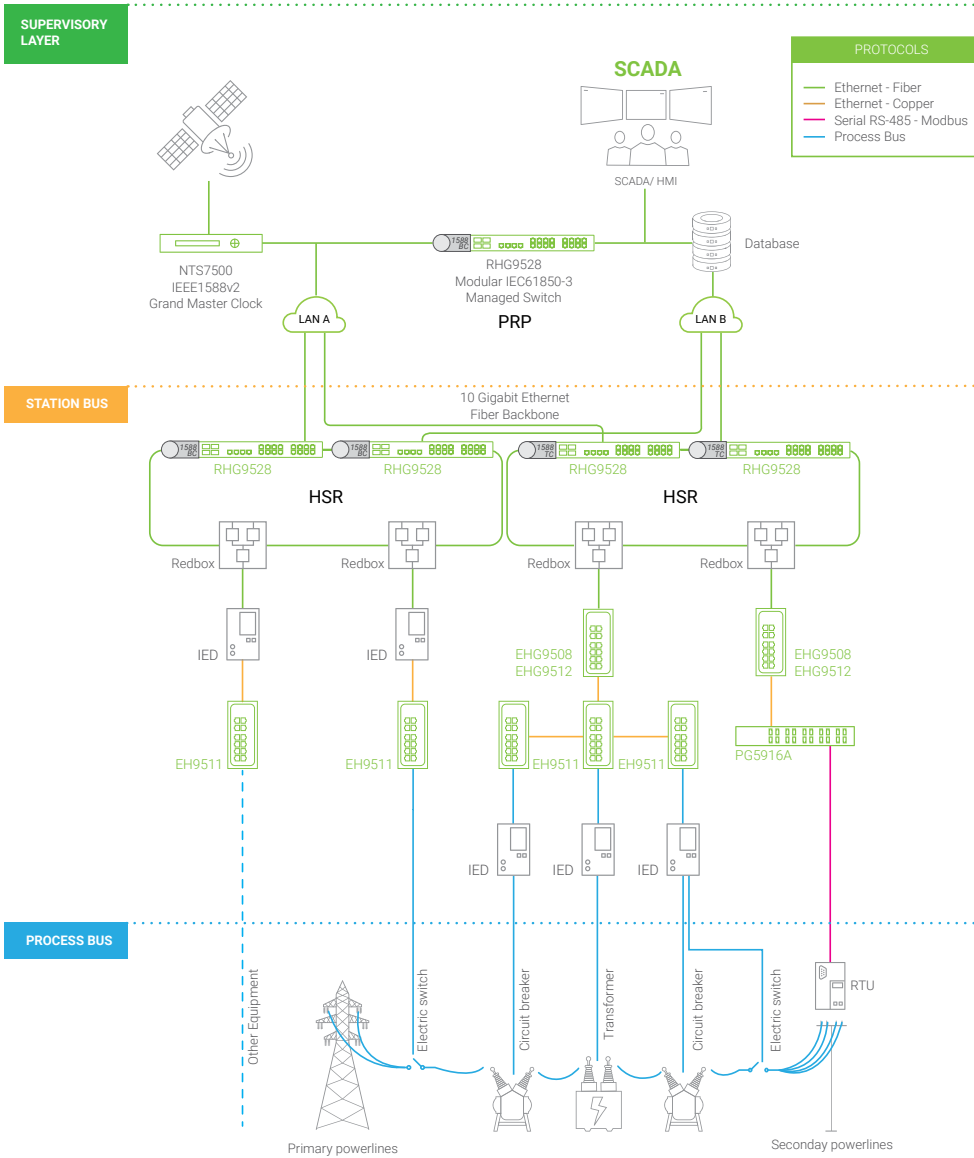 SUPERVISORY
LAYER
PROTOCOLS
Ethernet - Fiber
Ethernet - Copper
Serial RS-485 - Modbus
Process Bus
SCADA
SCADA/ HMI
1588
BC
Database
NTS7500
IEEE1588v2
Grand Master Clock
RHG9528
Modular IEC61850-3
Managed Switch
PRP
LAN A
LAN B
STATION BUS
10 Gigabit Ethernet
Fiber Backbone
1588
BC
1588
BC
1588
TC
1588
TC
RHG9528
RHG9528
RHG9528
RHG9528
HSR
HSR
Redbox
Redbox
Redbox
Redbox
IED
IED
EHG9508
EHG9512
EHG9508
EHG9512
EH9511
EH9511
EH9511
EH9511
PG5916A
IED
IED
IED
PROCESS BUS
Other Equipment
Electric switch
Circuit breaker
Transformer
Circuit breaker
Electric switch
RTU
Primary powerlines
Seconday powerlines